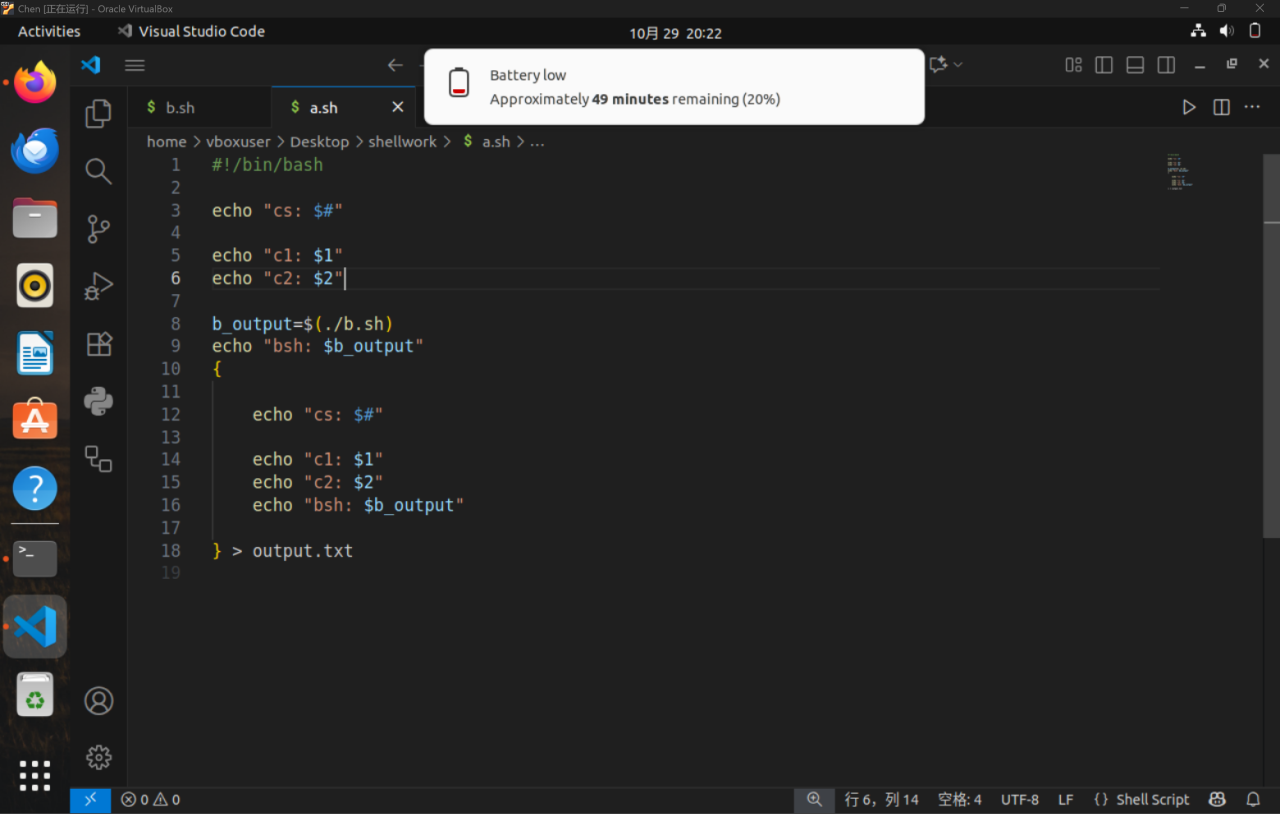 Chen [正在运行] - Oracle VirtualBox
Activities
Visual Studio Code
10月 29 20:22
Battery low
Approximately 49 minutes remaining (20%)
$ b.sh
$ a.sh
home > vboxuser > Desktop > shellwork > $ a.sh > ...
1 #!/bin/bash
2
3 echo "cs: $#"
4
5 echo "c1: $1"
6 echo "c2: $2"
7
8 b_output=$(./b.sh)
9 echo "bsh: $b_output"
10 {
11
12 echo "cs: $#"
13
14 echo "c1: $1"
15 echo "c2: $2"
16 echo "bsh: $b_output"
17
18 } > output.txt
19
0 0 行 6，列 14 空格: 4 UTF-8 LF {} Shell Script